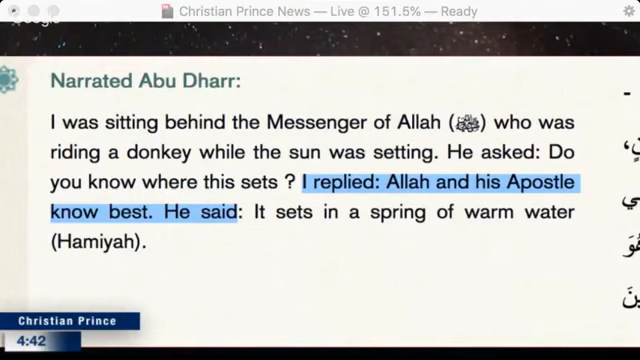 Christian Prince News — Live @ 151.5% — Ready
Google
Narrated Abu Dharr:
I was sitting behind the Messenger of Allah (ﷺ) who was
riding a donkey while the sun was setting. He asked: Do
you know where this sets ? I replied: Allah and his Apostle
know best. He said: It sets in a spring of warm water
(Hamiyah).
Christian Prince
4:42